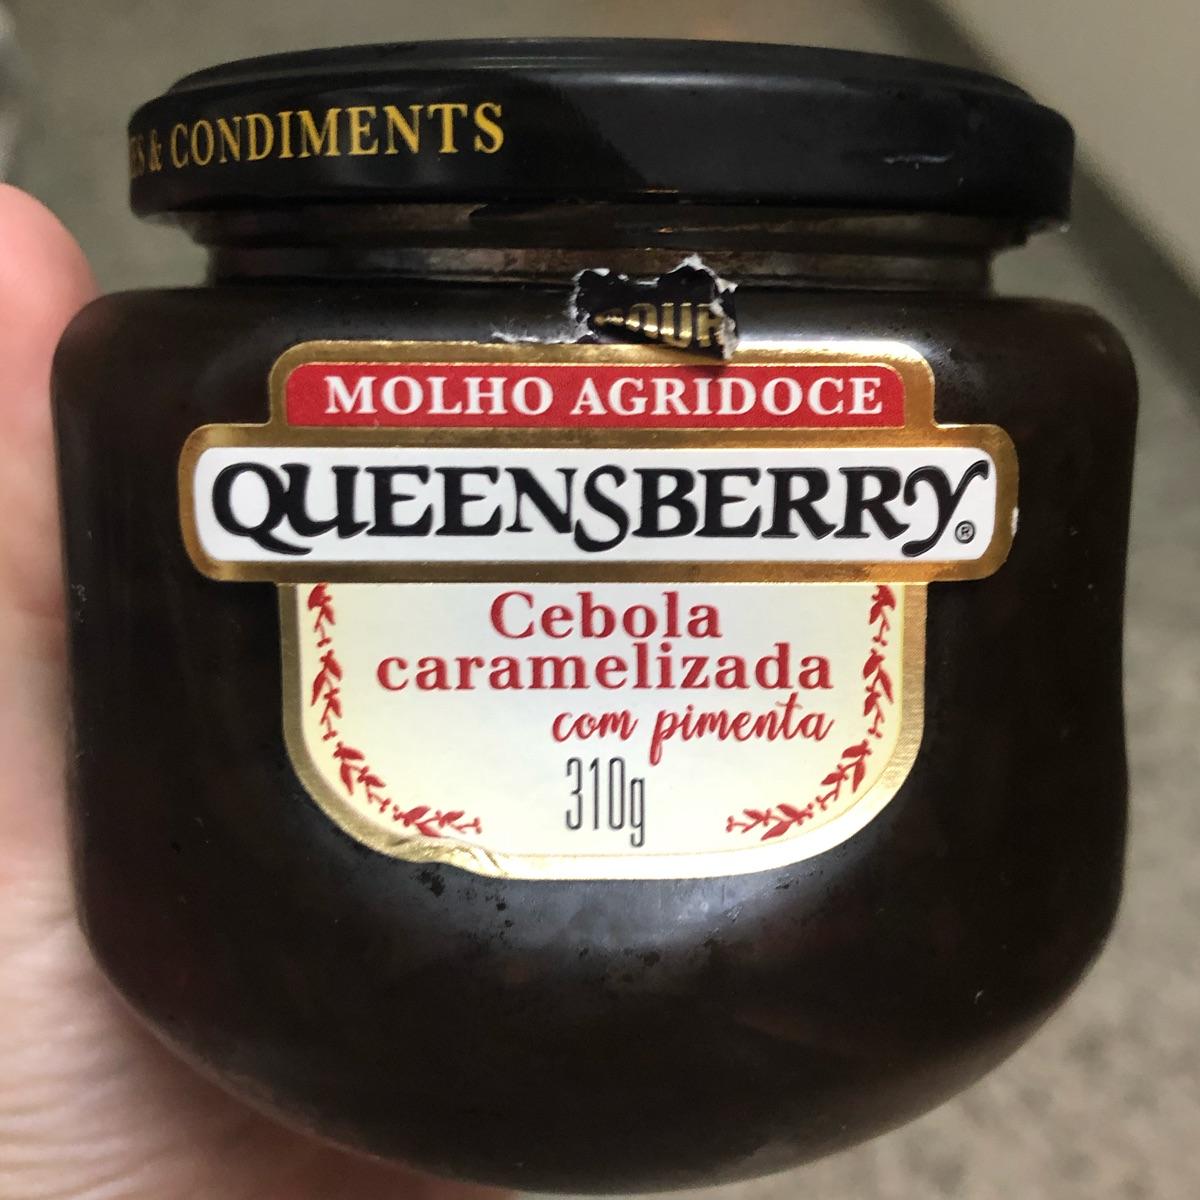 & CONDIMENTS
MOLHO AGRIDOCE
QUEENSBERRY®
Cebola
caramelizada
com pimenta
310g